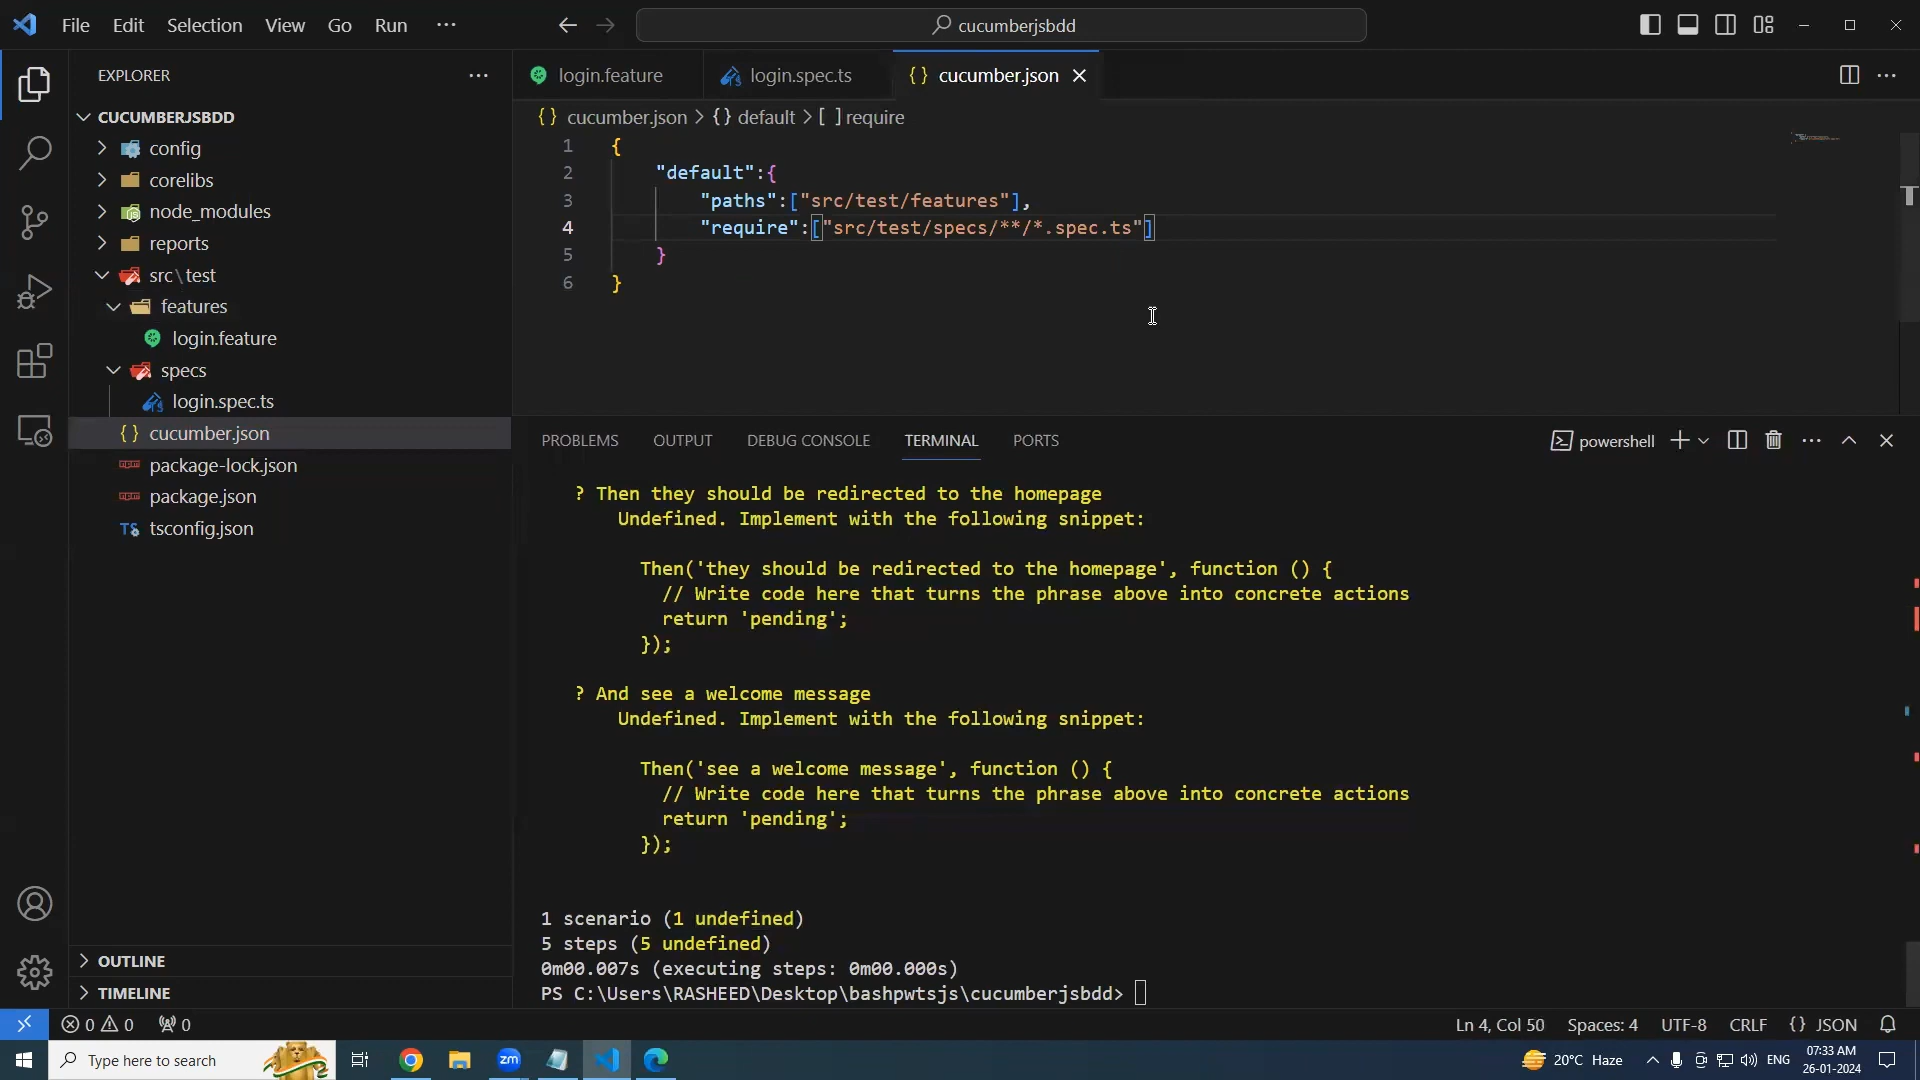 File Edit Selection View Go Run ···
cucumberjsbdd
EXPLORER
CUCUMBERJSBDD
config
corelibs
node_modules
reports
src\test
features
login.feature
specs
login.spec.ts
cucumber.json
package-lock.json
package.json
tsconfig.json
OUTLINE
TIMELINE
login.feature login.spec.ts {} cucumber.json
{} cucumber.json > {} default > [ ] require
1 {
2 "default":{
3 "paths":["src/test/features"],
4 "require":["src/test/specs/**/*.spec.ts"]
5 }
6 }
PROBLEMS OUTPUT DEBUG CONSOLE TERMINAL PORTS
powershell
? Then they should be redirected to the homepage
Undefined. Implement with the following snippet:
Then('they should be redirected to the homepage', function () {
// Write code here that turns the phrase above into concrete actions
return 'pending';
});
? And see a welcome message
Undefined. Implement with the following snippet:
Then('see a welcome message', function () {
// Write code here that turns the phrase above into concrete actions
return 'pending';
});
1 scenario (1 undefined)
5 steps (5 undefined)
0m00.007s (executing steps: 0m00.000s)
PS C:\Users\RASHEED\Desktop\bashpwtsjs\cucumberjsbdd>
0 0 0
Ln 4, Col 50 Spaces: 4 UTF-8 CRLF {} JSON
Type here to search
zm
20°C Haze
ENG
07:33 AM
26-01-2024